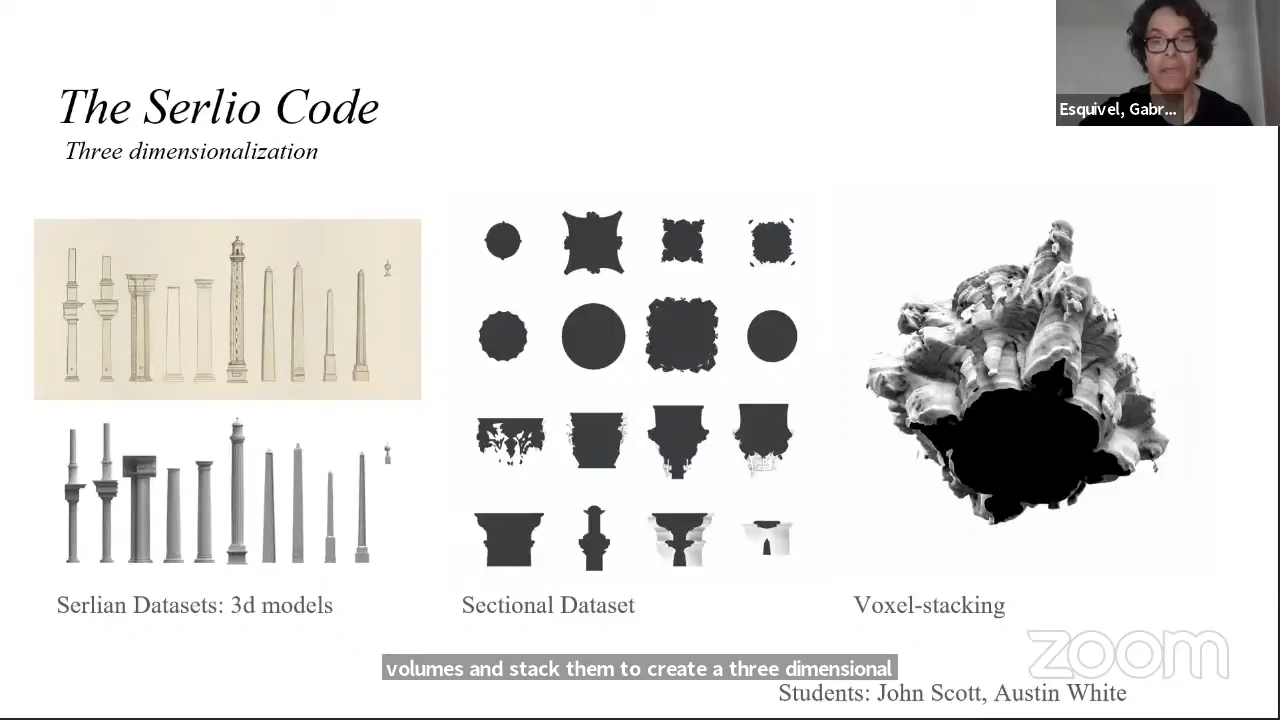 The Serlio Code
Three dimensionalization
Esquivel, Gabr...
Serlian Datasets: 3d models
Sectional Dataset
Voxel-stacking
zoom
volumes and stack them to create a three dimensional
Students: John Scott, Austin White